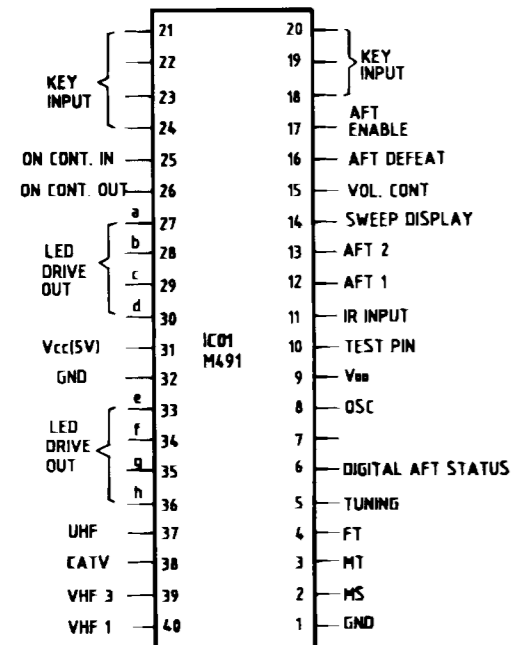 21
22
23
24
KEY
INPUT
ON CONT. IN 25
ON CONT. OUT 26
a 27
b 28
c 29
d 30
LED
DRIVE
OUT
Vcc(5V) 31
GND 32
e 33
f 34
g 35
h 36
LED
DRIVE
OUT
UHF 37
CATV 38
VHF 3 39
VHF 1 40
IC01
M491
20
19
18
KEY
INPUT
17 AFT
ENABLE
16 AFT DEFEAT
15 VOL. CONT
14 SWEEP DISPLAY
13 AFT 2
12 AFT 1
11 IR INPUT
10 TEST PIN
9
8 OSC
7
6 DIGITAL AFT STATUS
5 TUNING
4 FT
3 MT
2 MS
1 GND